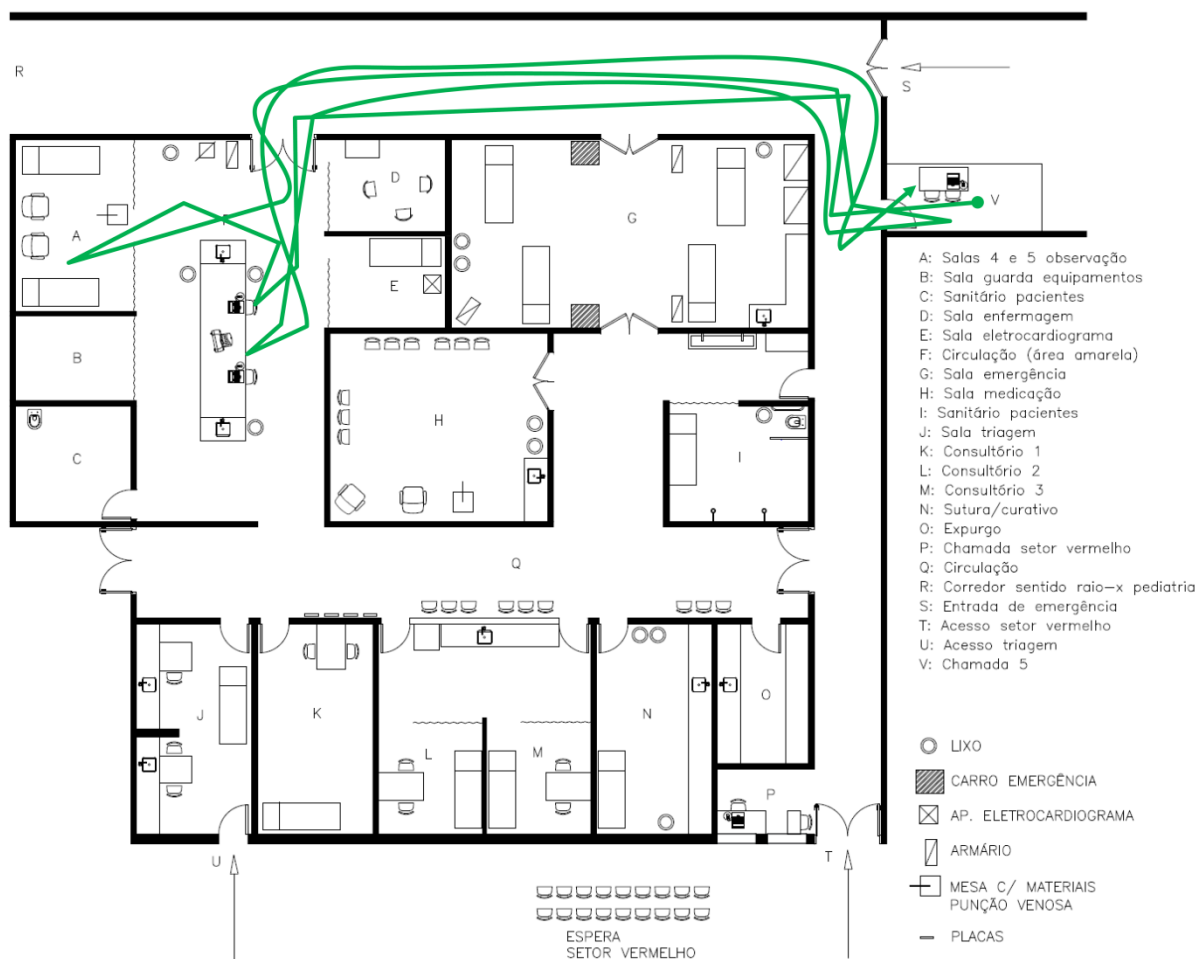 R
S
D
V
G
A
E
B
H
C
I
Q
J
K
L
M
N
O
P
U
T
ESPERA
SETOR VERMELHO
A: Salas 4 e 5 observação
B: Sala guarda equipamentos
C: Sanitário pacientes
D: Sala enfermagem
E: Sala eletrocardiograma
F: Circulação (área amarela)
G: Sala emergência
H: Sala medicação
I: Sanitário pacientes
J: Sala triagem
K: Consultório 1
L: Consultório 2
M: Consultório 3
N: Sutura/curativo
O: Expurgo
P: Chamada setor vermelho
Q: Circulação
R: Corredor sentido raio-x pediatria
S: Entrada de emergência
T: Acesso setor vermelho
U: Acesso triagem
V: Chamada 5
LIXO
CARRO EMERGÊNCIA
AP. ELETROCARDIOGRAMA
ARMÁRIO
MESA C/ MATERIAIS
PUNÇÃO VENOSA
PLACAS